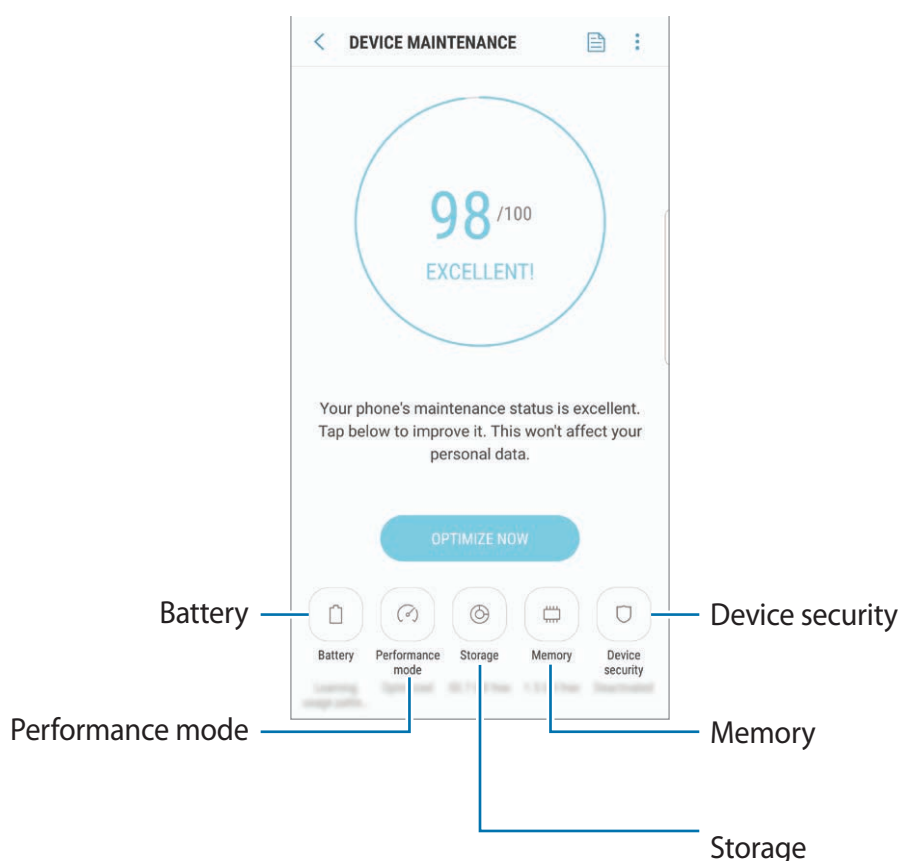 DEVICE MAINTENANCE
98 /100
EXCELLENT!
Your phone's maintenance status is excellent.
Tap below to improve it. This won't affect your
personal data.
OPTIMIZE NOW
Battery
Device security
Battery
Performance
mode
Storage
Memory
Device
security
Performance mode
Memory
Storage